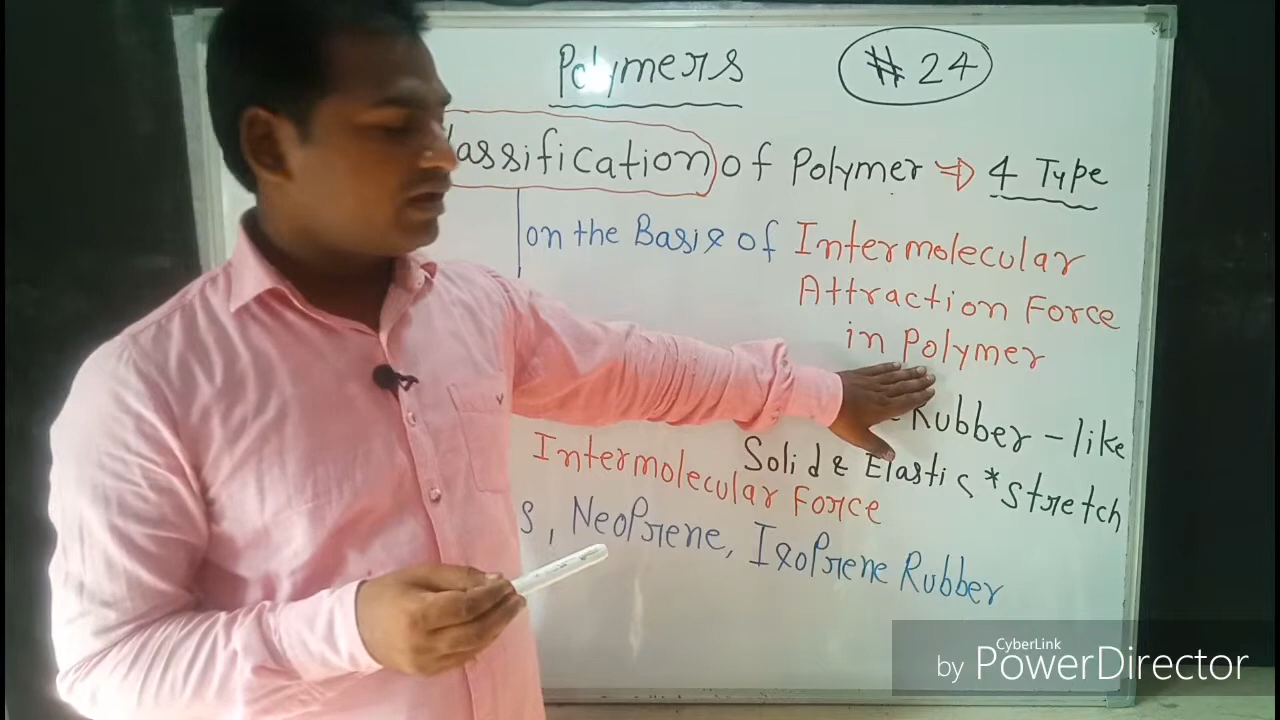 Polymers #24
lassification of Polymer ⇒ 4 Type
on the Basis of Intermolecular
Attraction Force
in Polymer
Rubber-like
Solid & Elastic *Stretch
Intermolecular Force
s, Neoprene, Isoprene Rubber
CyberLink
by PowerDirector